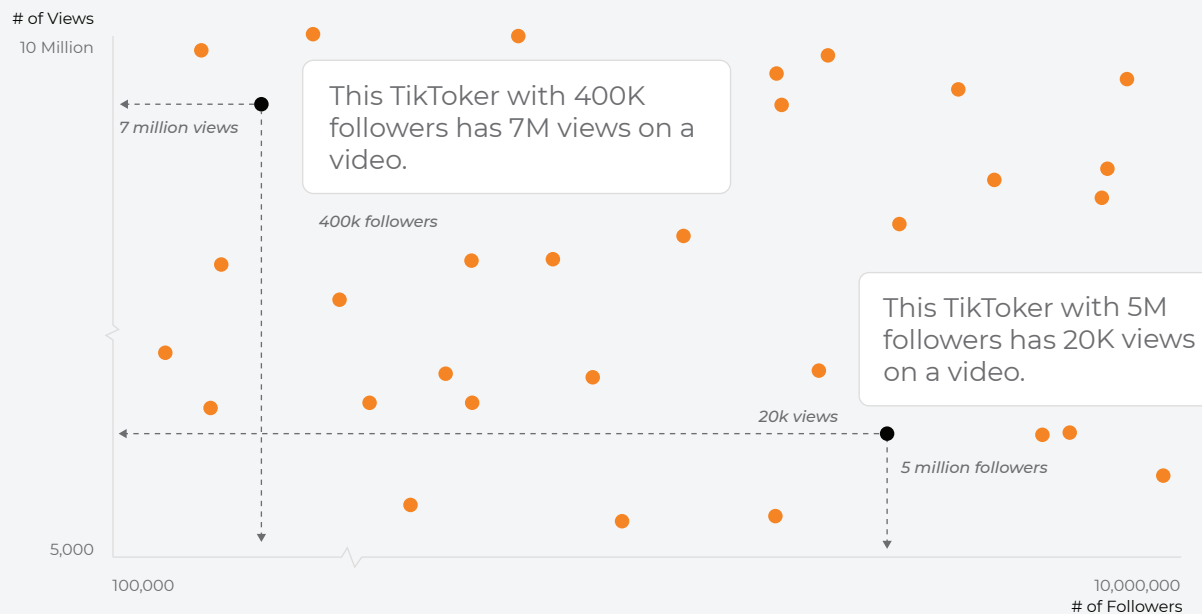 # of Views
10 Million
7 million views
This TikToker with 400K
followers has 7M views on a
video.
400k followers
This TikToker with 5M
followers has 20K views
on a video.
20k views
5 million followers
5,000
100,000
10,000,000
# of Followers